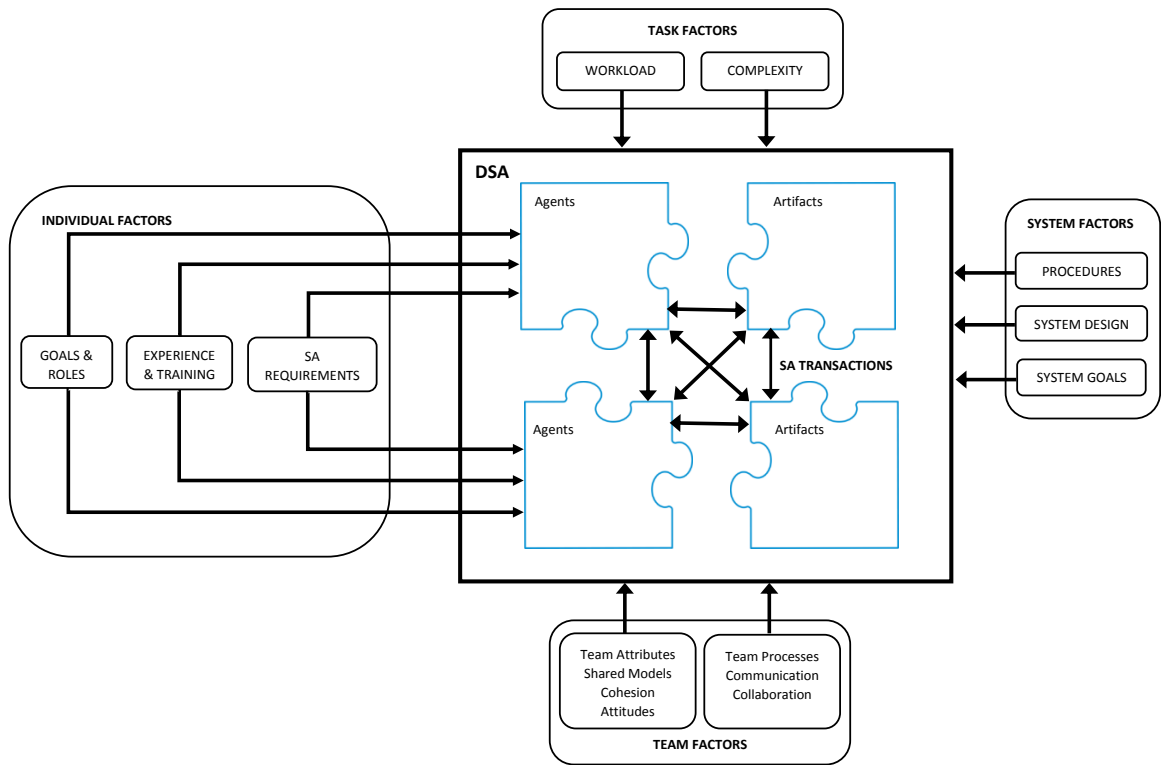 TASK FACTORS
WORKLOAD
COMPLEXITY
DSA
Agents
Artifacts
INDIVIDUAL FACTORS
SYSTEM FACTORS
PROCEDURES
SYSTEM DESIGN
SYSTEM GOALS
GOALS &
ROLES
EXPERIENCE
& TRAINING
SA
REQUIREMENTS
SA TRANSACTIONS
Agents
Artifacts
Team Attributes
Shared Models
Cohesion
Attitudes
Team Processes
Communication
Collaboration
TEAM FACTORS